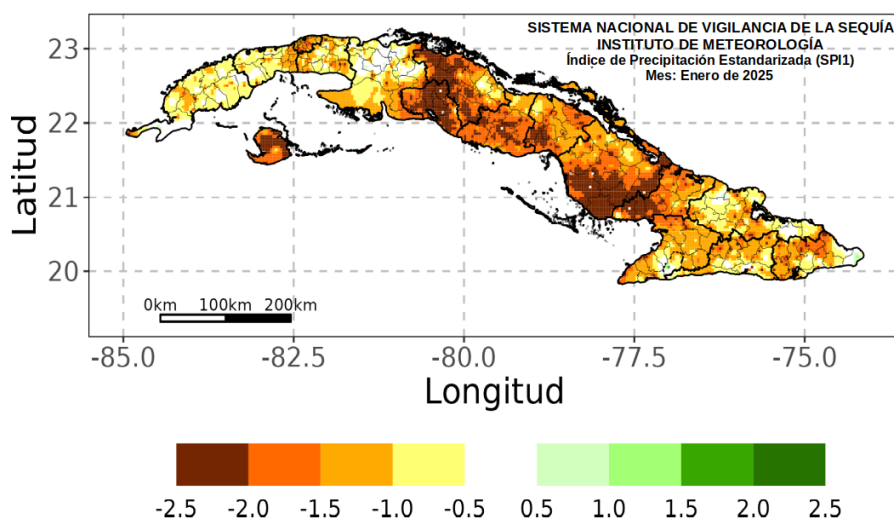 SISTEMA NACIONAL DE VIGILANCIA DE LA SEQUÍA
INSTITUTO DE METEOROLOGÍA
Índice de Precipitación Estandarizada (SPI1)
Mes: Enero de 2025
23
22
21
20
Latitud
0km 100km 200km
-85.0 -82.5 -80.0 -77.5 -75.0
Longitud
-2.5 -2.0 -1.5 -1.0 -0.5 0.5 1.0 1.5 2.0 2.5